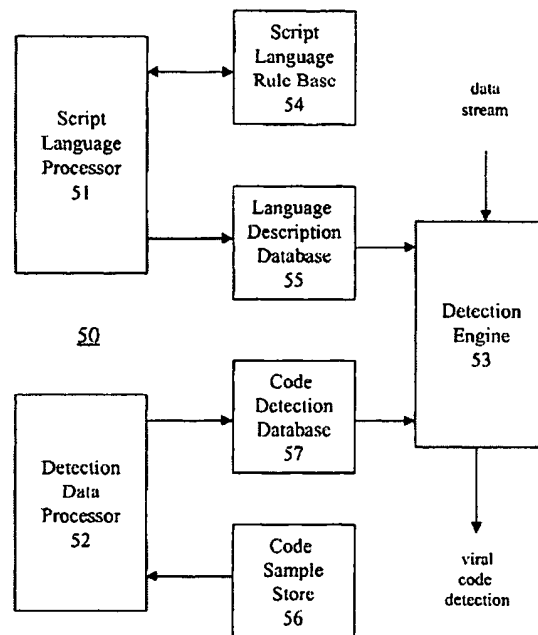 Script
Language
Rule Base
54
data
stream
Script
Language
Processor
51
Language
Description
Database
55
Detection
Engine
53
50
Code
Detection
Database
57
Detection
Data
Processor
52
Code
Sample
Store
56
viral
code
detection